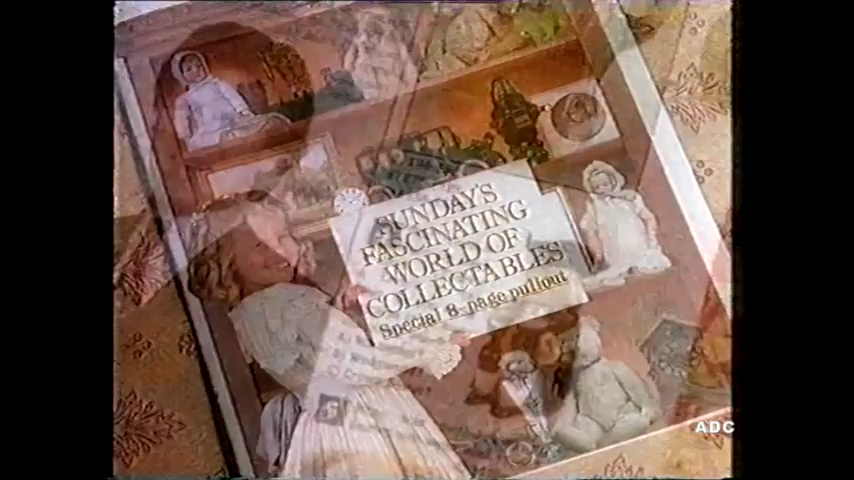 SUNDAY'S
FASCINATING
WORLD OF
COLLECTABLES
Special 8-page pullout
ADC